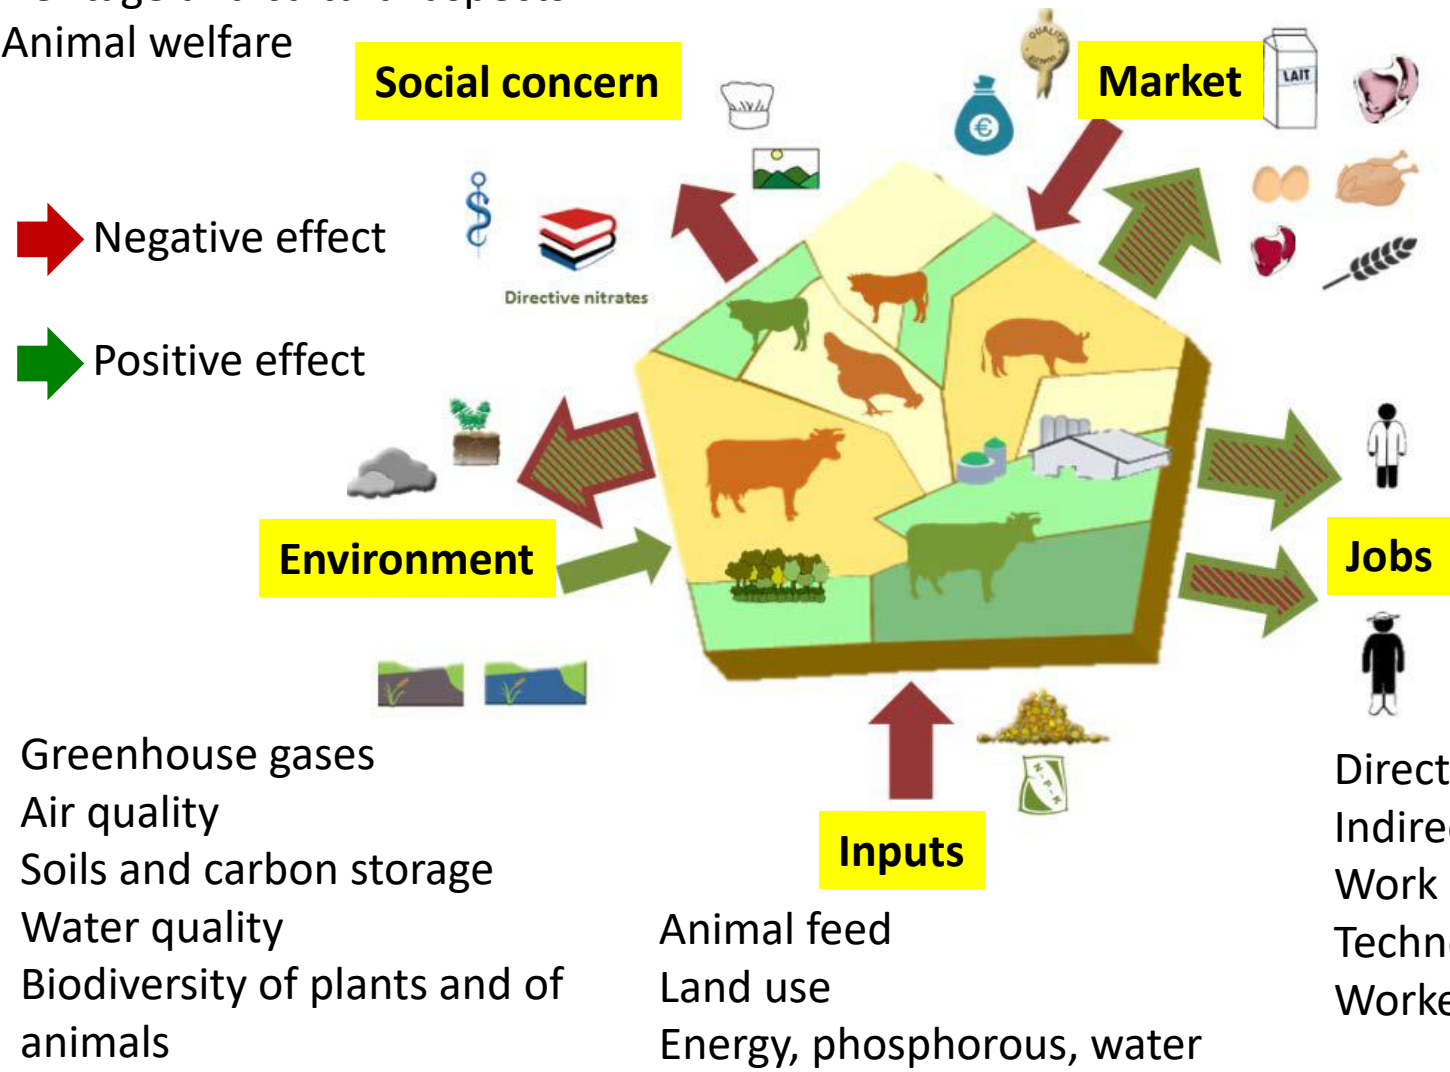 Animal welfare
Social concern
QUALITÉ
Market
LAIT
Negative effect
Directive nitrates
Positive effect
Environment
Jobs
N-P-K
Inputs
Greenhouse gases
Air quality
Soils and carbon storage
Water quality
Biodiversity of plants and of
animals
Animal feed
Land use
Energy, phosphorous, water
Direct
Work